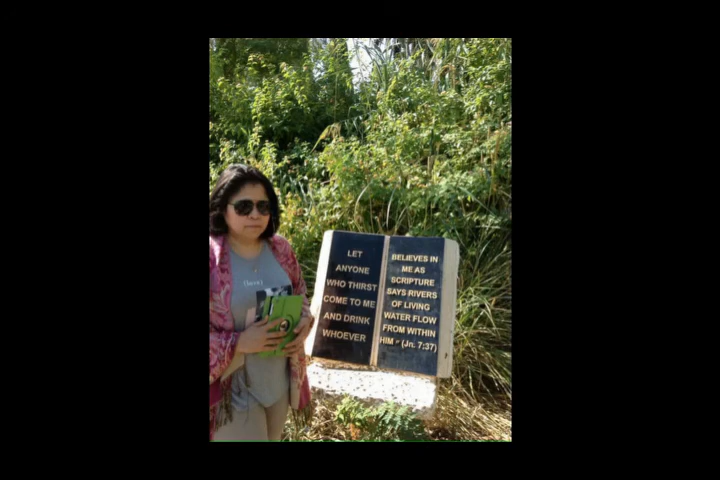 LET
ANYONE
WHO THIRST
COME TO ME
AND DRINK
WHOEVER
BELIEVES IN
ME AS
SCRIPTURE
SAYS RIVERS
OF LIVING
WATER FLOW
FROM WITHIN
HIM " (Jn. 7:37)